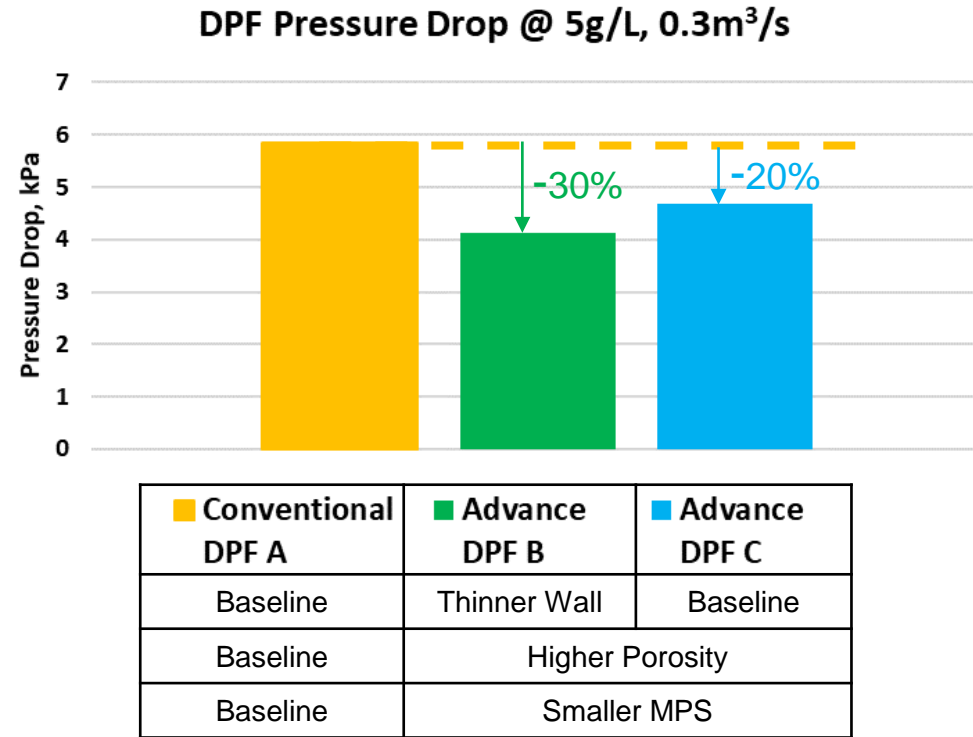 DPF Pressure Drop @ 5g/L, 0.3m³/s
Pressure Drop, kPa
7
6
5
4
3
2
1
0
-30%
-20%
Conventional DPF A
Advance DPF B
Advance DPF C
Baseline
Thinner Wall
Baseline
Baseline
Higher Porosity
Baseline
Smaller MPS